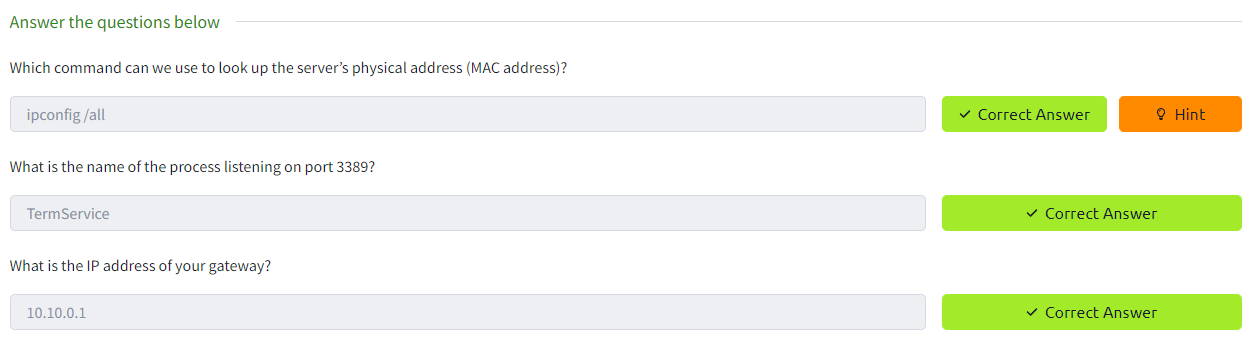 Answer the questions below
Which command can we use to look up the server’s physical address (MAC address)?
ipconfig /all
Correct Answer
Hint
What is the name of the process listening on port 3389?
TermService
Correct Answer
What is the IP address of your gateway?
10.10.0.1
Correct Answer